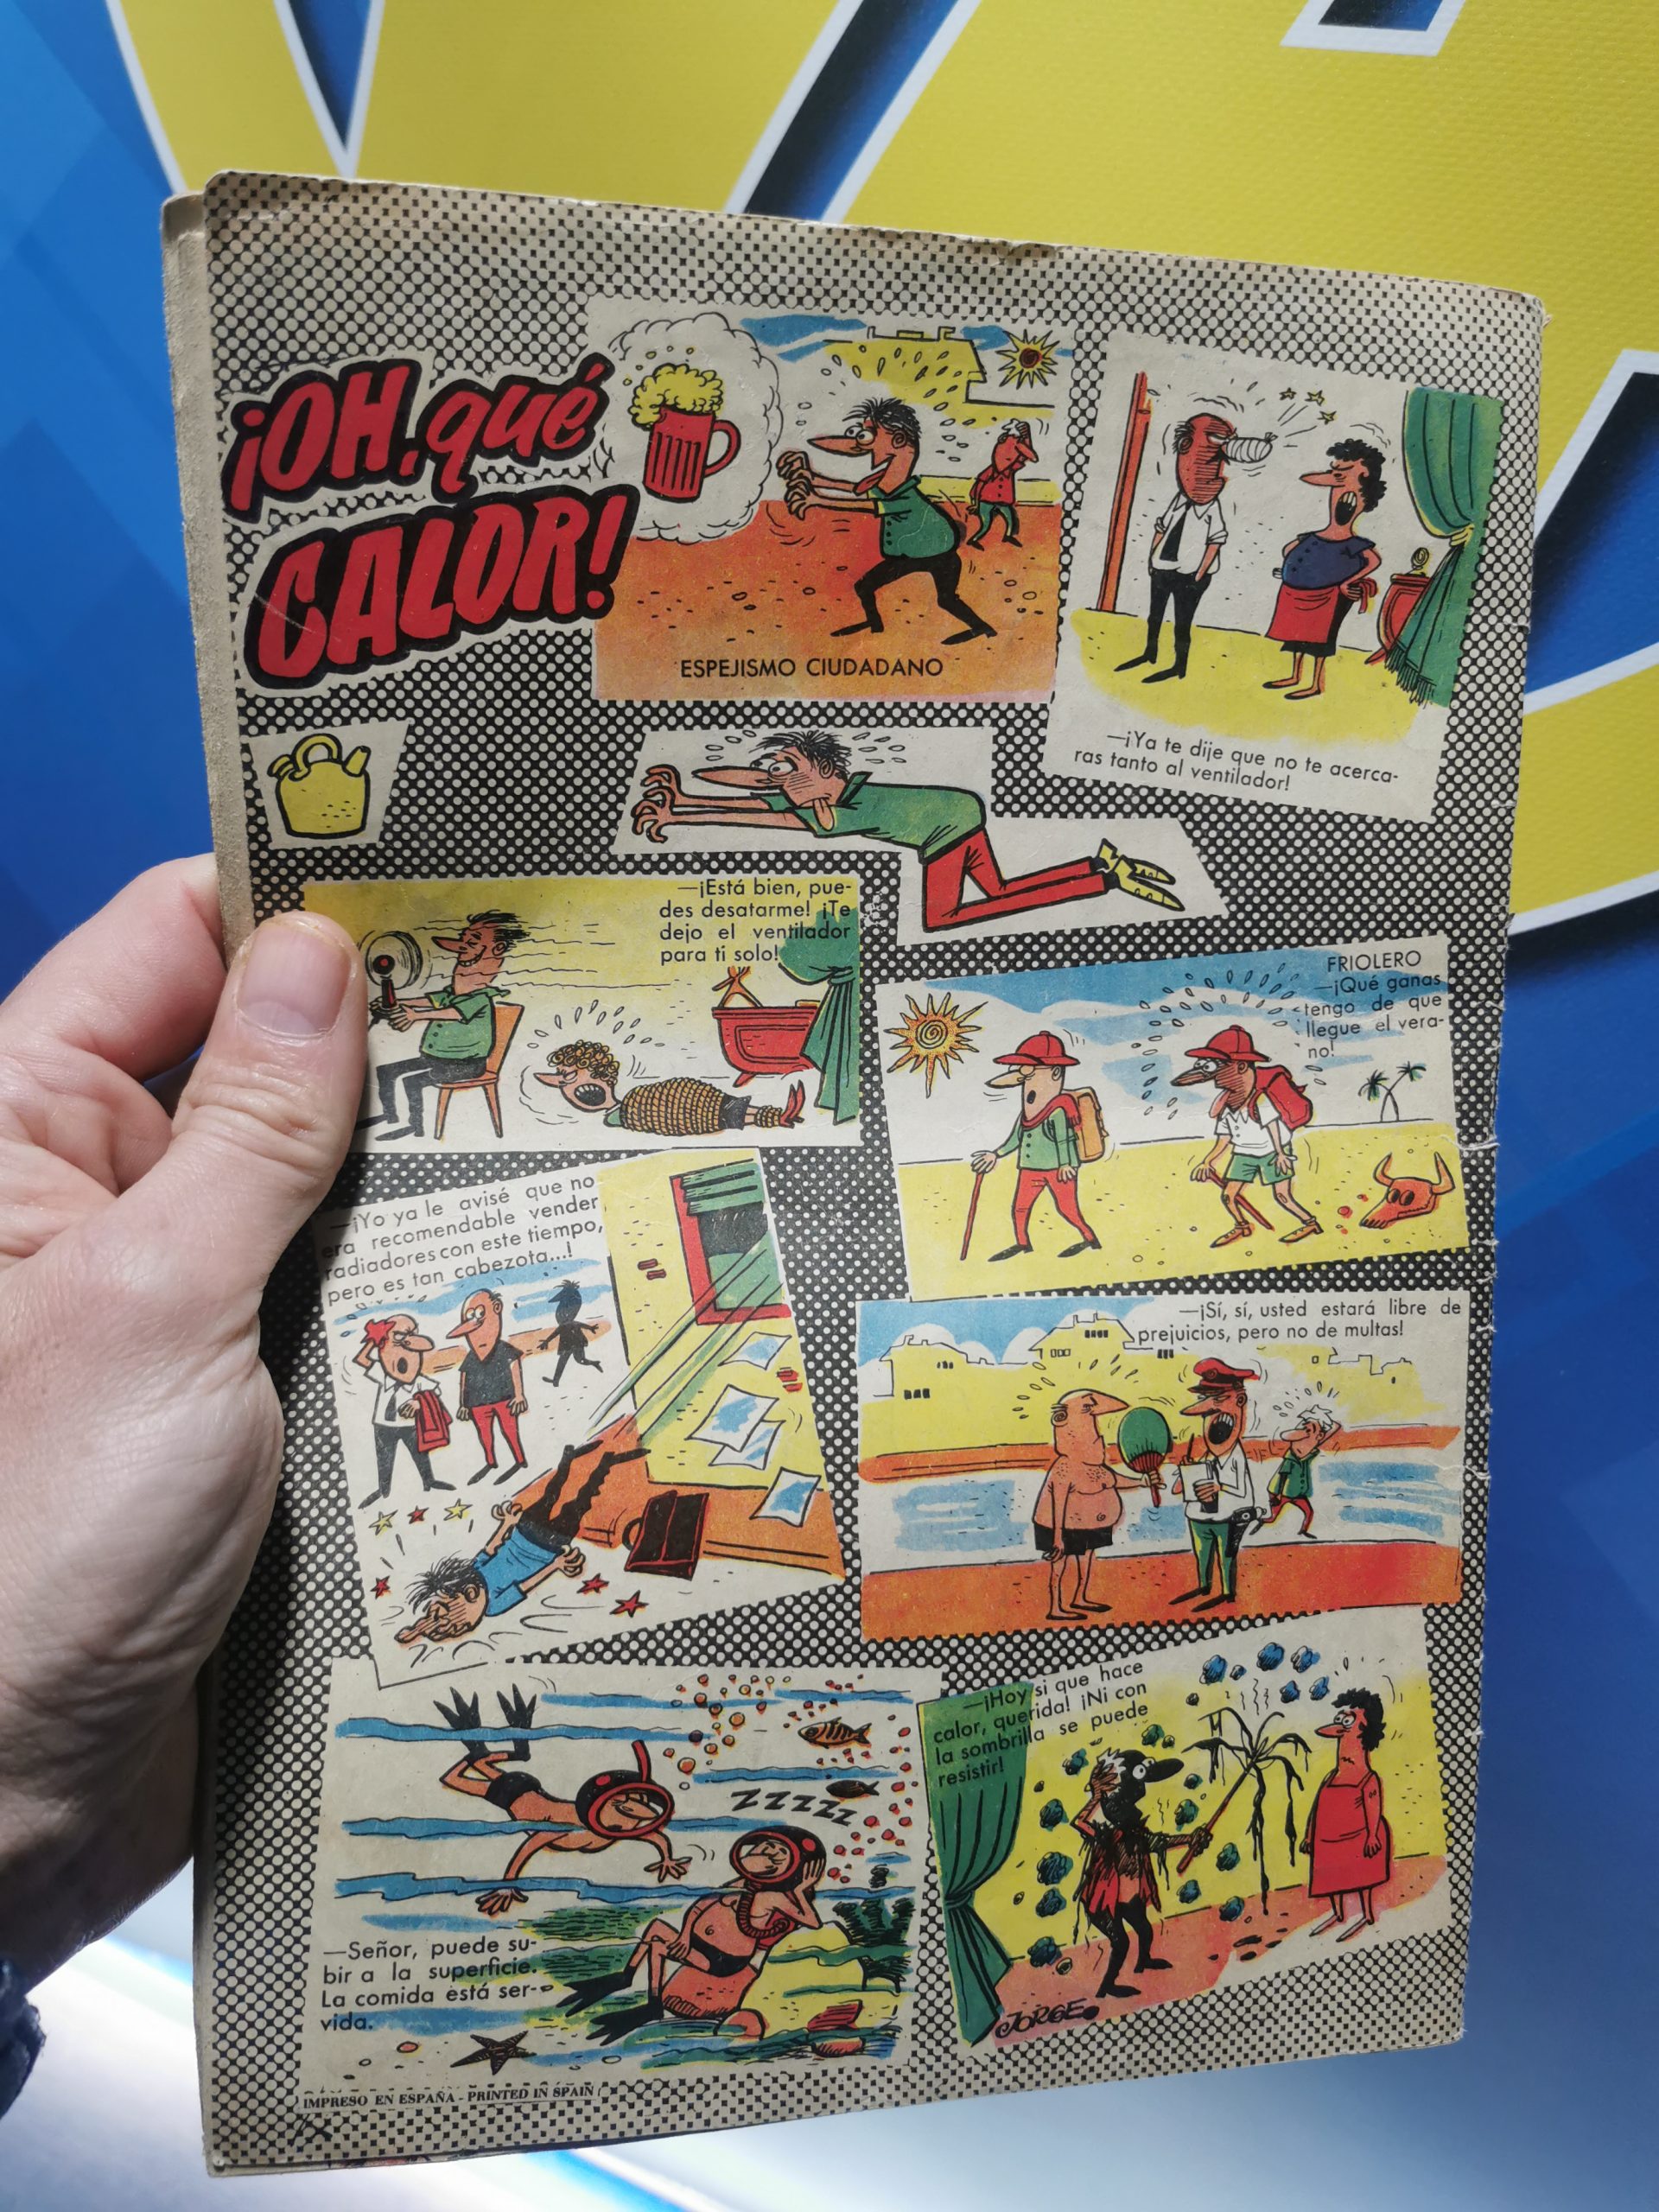 ¡OH, qué
CALOR!
ESPEJISMO CIUDADANO
—¡Ya te dije que no te acerca-
ras tanto al ventilador!
—¡Está bien, pue-
des desatarme! ¡Te
dejo el ventilador
para ti solo!
FRIOLERO
—¡Qué ganas
tengo de que
llegue el vera-
no!
—¡Yo ya le avisé que no
era recomendable vender
radiadores con este tiempo,
pero es tan cabezota...!
—¡Sí, sí, usted estará libre de
prejuicios, pero no de multas!
ZZZZZ
—Señor, puede su-
bir a la superficie.
La comida está ser-
vida.
—¡Hoy si que hace
calor, querida! ¡Ni con
la sombrilla se puede
resistir!
JORGE
IMPRESO EN ESPAÑA - PRINTED IN SPAIN